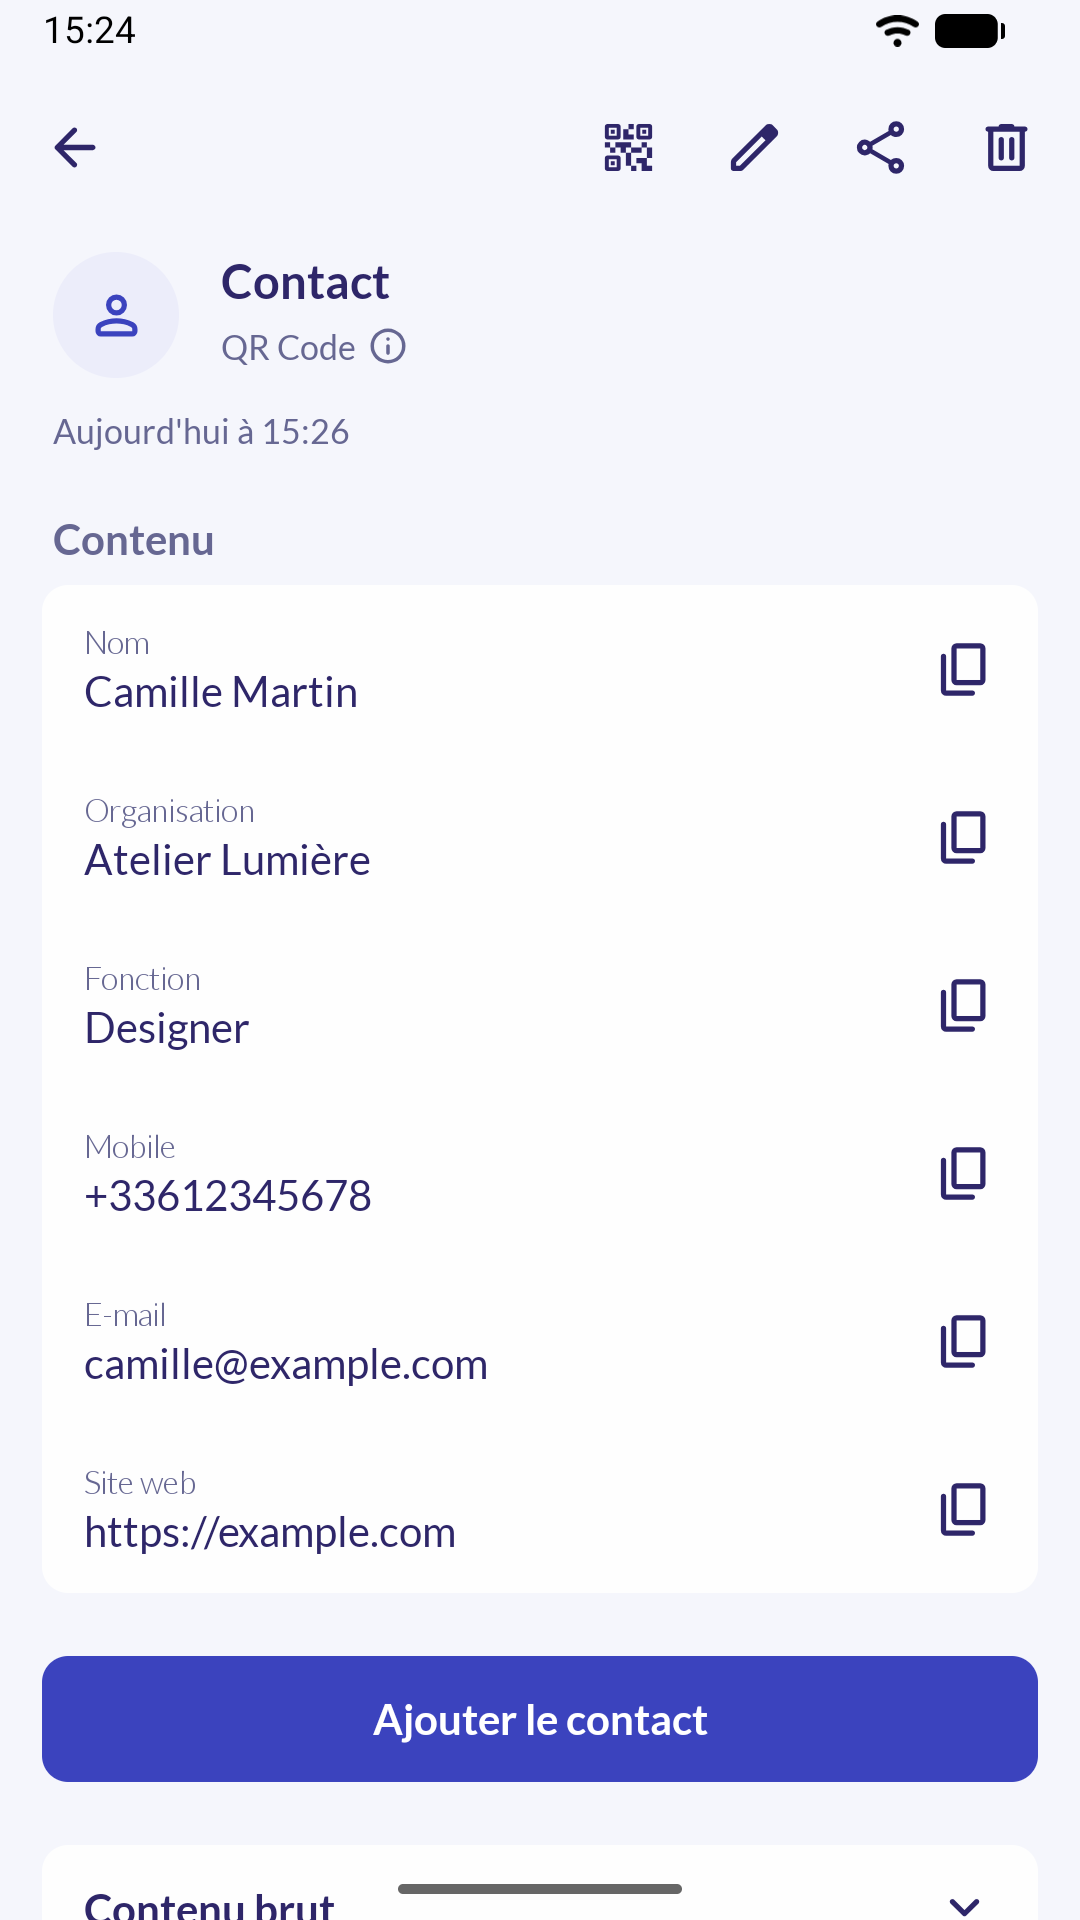 15:24
Contact
QR Code
Aujourd'hui à 15:26
Contenu
Nom
Camille Martin
Organisation
Atelier Lumière
Fonction
Designer
Mobile
+33612345678
E-mail
camille@example.com
Site web
https://example.com
Ajouter le contact
Contenu brut